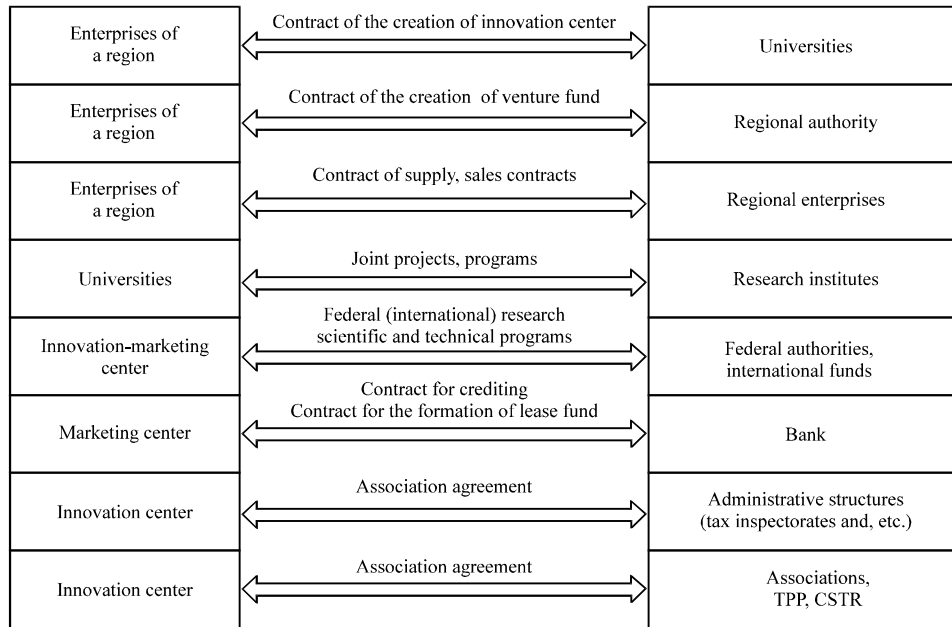 Enterprises of
a region
Contract of the creation of innovation center
Universities
Enterprises of
a region
Contract of the creation of venture fund
Regional authority
Enterprises of
a region
Contract of supply, sales contracts
Regional enterprises
Universities
Joint projects, programs
Research institutes
Innovation-marketing
center
Federal (international) research
scientific and technical programs
Federal authorities,
international funds
Marketing center
Contract for crediting
Contract for the formation of lease fund
Bank
Innovation center
Association agreement
Administrative structures
(tax inspectorates and, etc.)
Innovation center
Association agreement
Associations,
TPP, CSTR